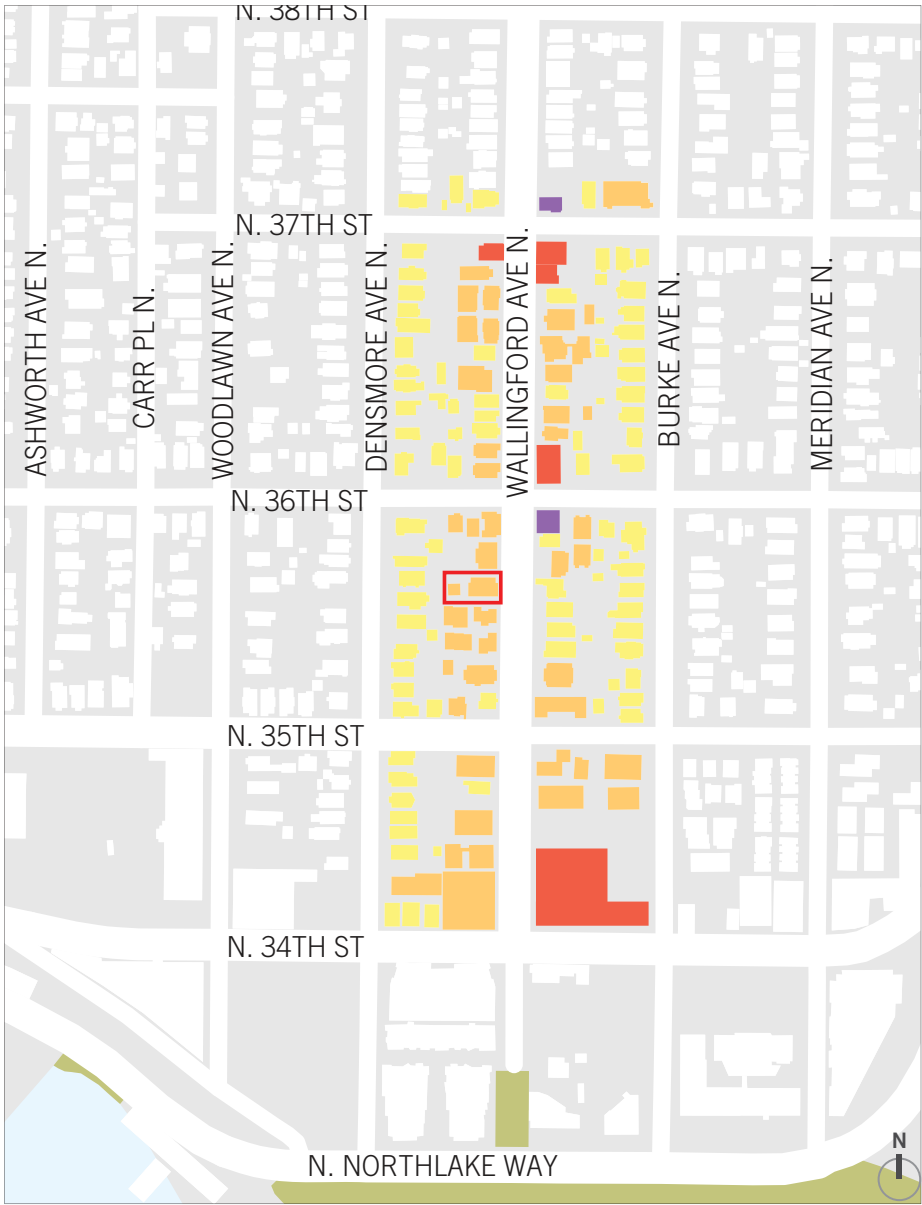 N. 38TH ST
N. 37TH ST
ASHWORTH AVE N.
CARR PL N.
WOODLAWN AVE N.
DENSMORE AVE N.
WALLINGFORD AVE N.
BURKE AVE N.
MERIDIAN AVE N.
N. 36TH ST
N. 35TH ST
N. 34TH ST
N
N. NORTHLAKE WAY